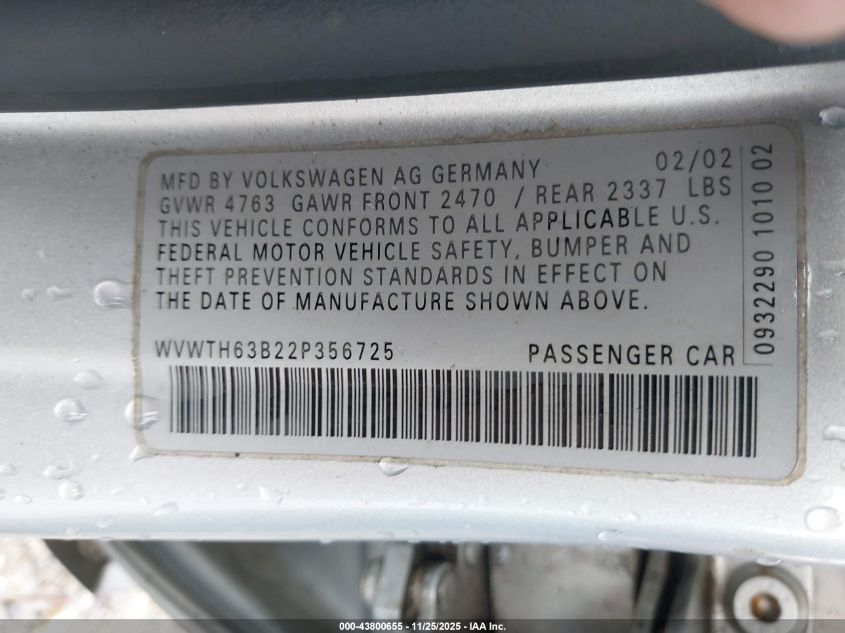 MFD BY VOLKSWAGEN AG GERMANY 02/02
GVWR 4763 GAWR FRONT 2470 / REAR 2337 LBS
THIS VEHICLE CONFORMS TO ALL APPLICABLE U.S.
FEDERAL MOTOR VEHICLE SAFETY, BUMPER AND
THEFT PREVENTION STANDARDS IN EFFECT ON
THE DATE OF MANUFACTURE SHOWN ABOVE.
WVWTH63B22P356725 PASSENGER CAR
0932290 1010 02
000-43800655 - 11/25/2025 - IAA Inc.